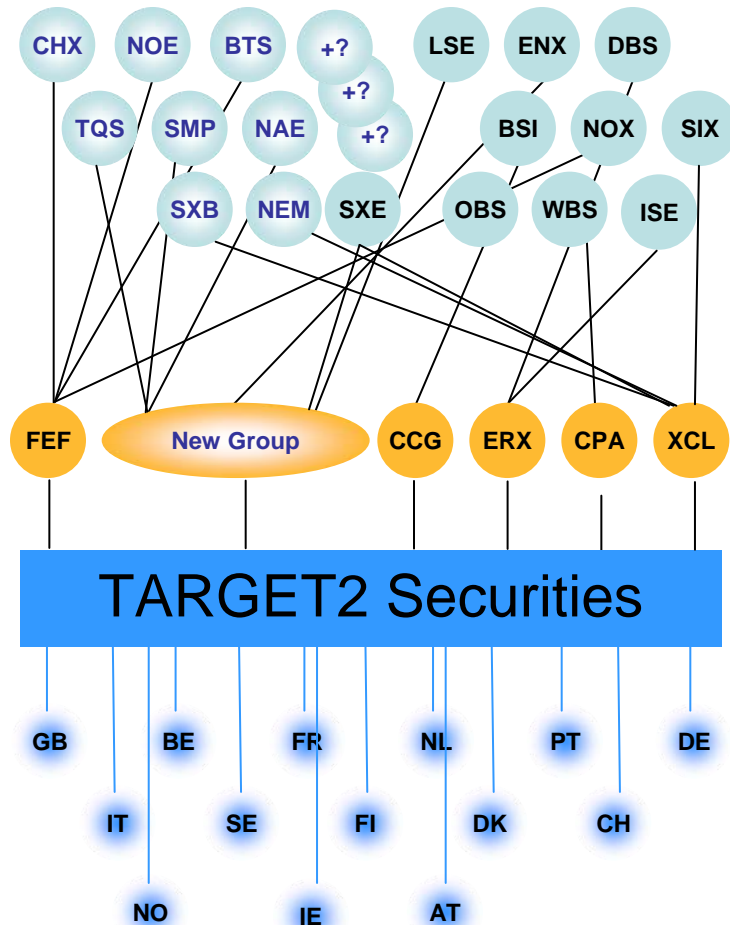 CHX NOE BTS +? LSE ENX DBS
+?
TQS SMP NAE +? BSI NOX SIX
SXB NEM SXE OBS WBS ISE
FEF New Group CCG ERX CPA XCL
TARGET2 Securities
GB BE FR NL PT DE
IT SE FI DK CH
NO IE AT